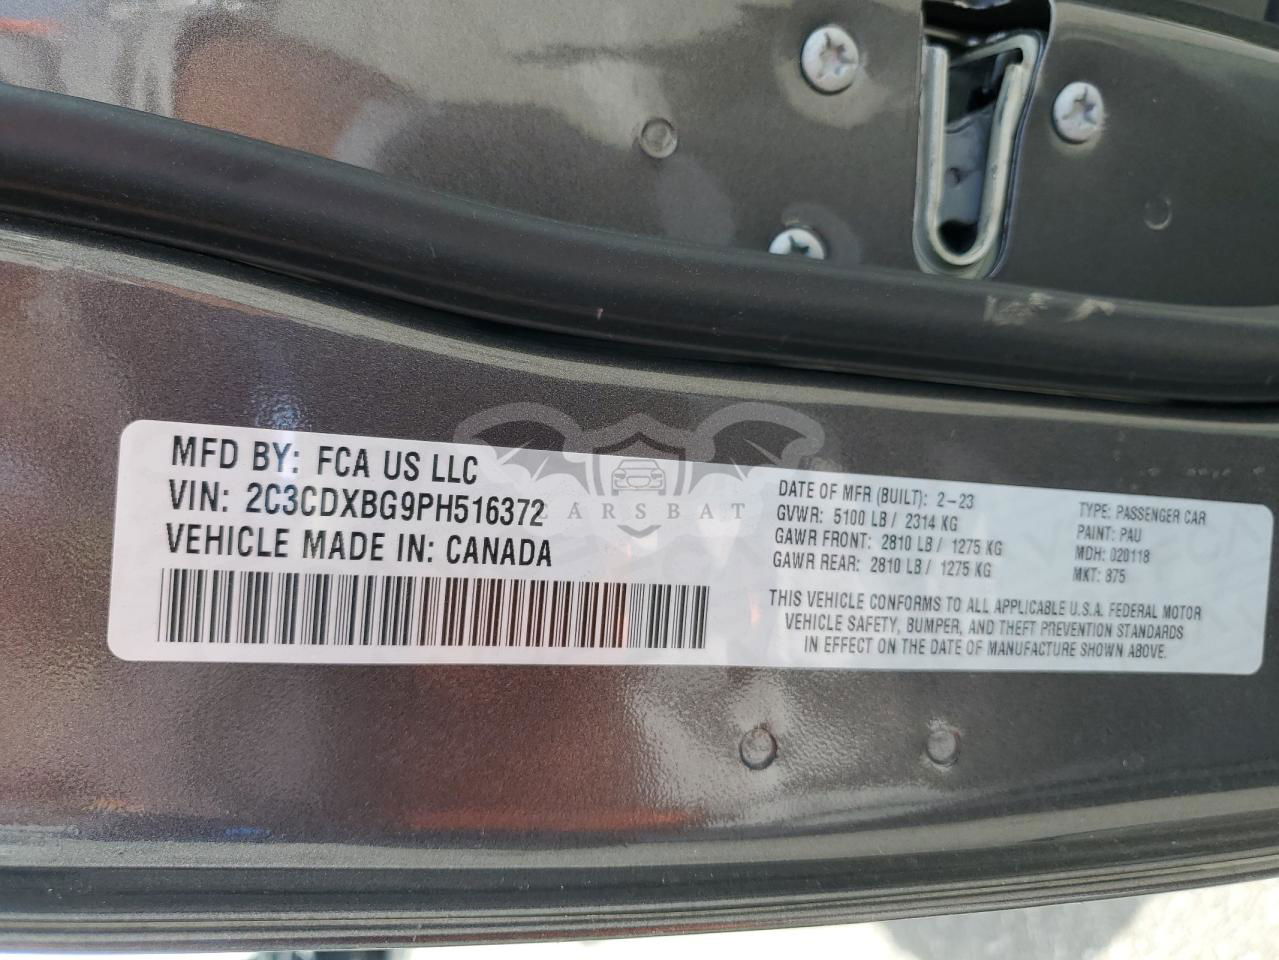 MFD BY: FCA US LLC
VIN: 2C3CDXBG9PH516372
VEHICLE MADE IN: CANADA
CARSBAT
DATE OF MFR (BUILT): 2-23
GVWR: 5100 LB / 2314 KG
GAWR FRONT: 2810 LB / 1275 KG
GAWR REAR: 2810 LB / 1275 KG
TYPE: PASSENGER CAR
PAINT: PAU
MDH: 020118
MKT: 875
THIS VEHICLE CONFORMS TO ALL APPLICABLE U.S.A. FEDERAL MOTOR
VEHICLE SAFETY, BUMPER, AND THEFT PREVENTION STANDARDS
IN EFFECT ON THE DATE OF MANUFACTURE SHOWN ABOVE.